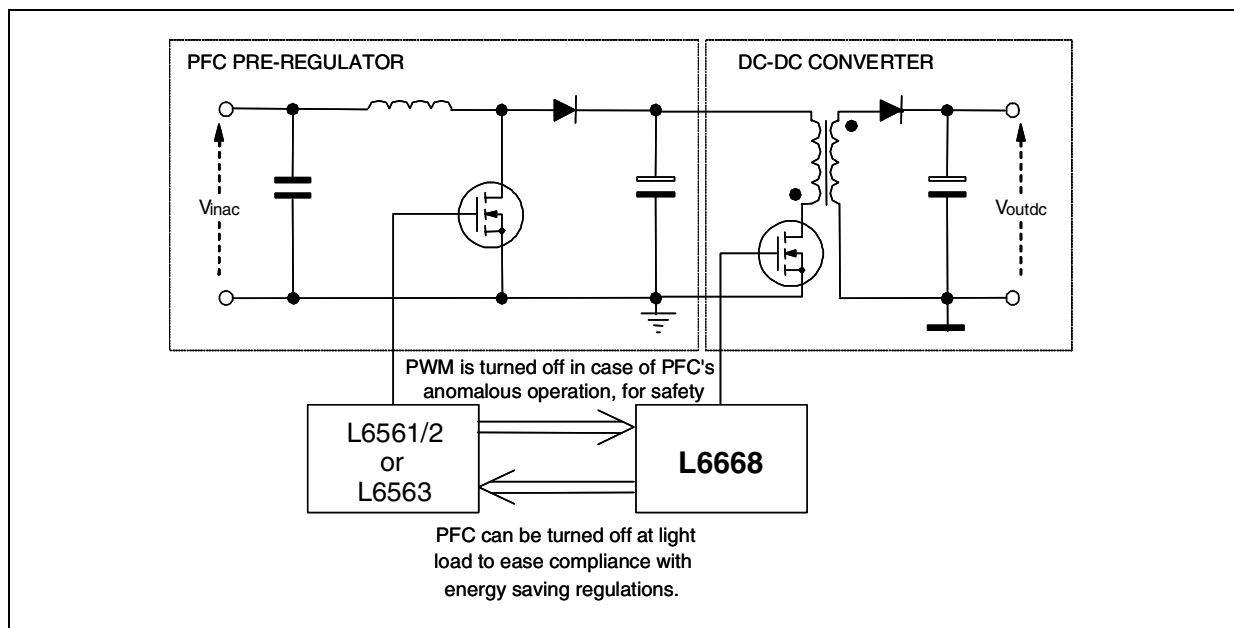 PFC PRE-REGULATOR
DC-DC CONVERTER
Vinac
Voutdc
PWM is turned off in case of PFC's
anomalous operation, for safety
L6561/2
or
L6563
L6668
PFC can be turned off at light
load to ease compliance with
energy saving regulations.